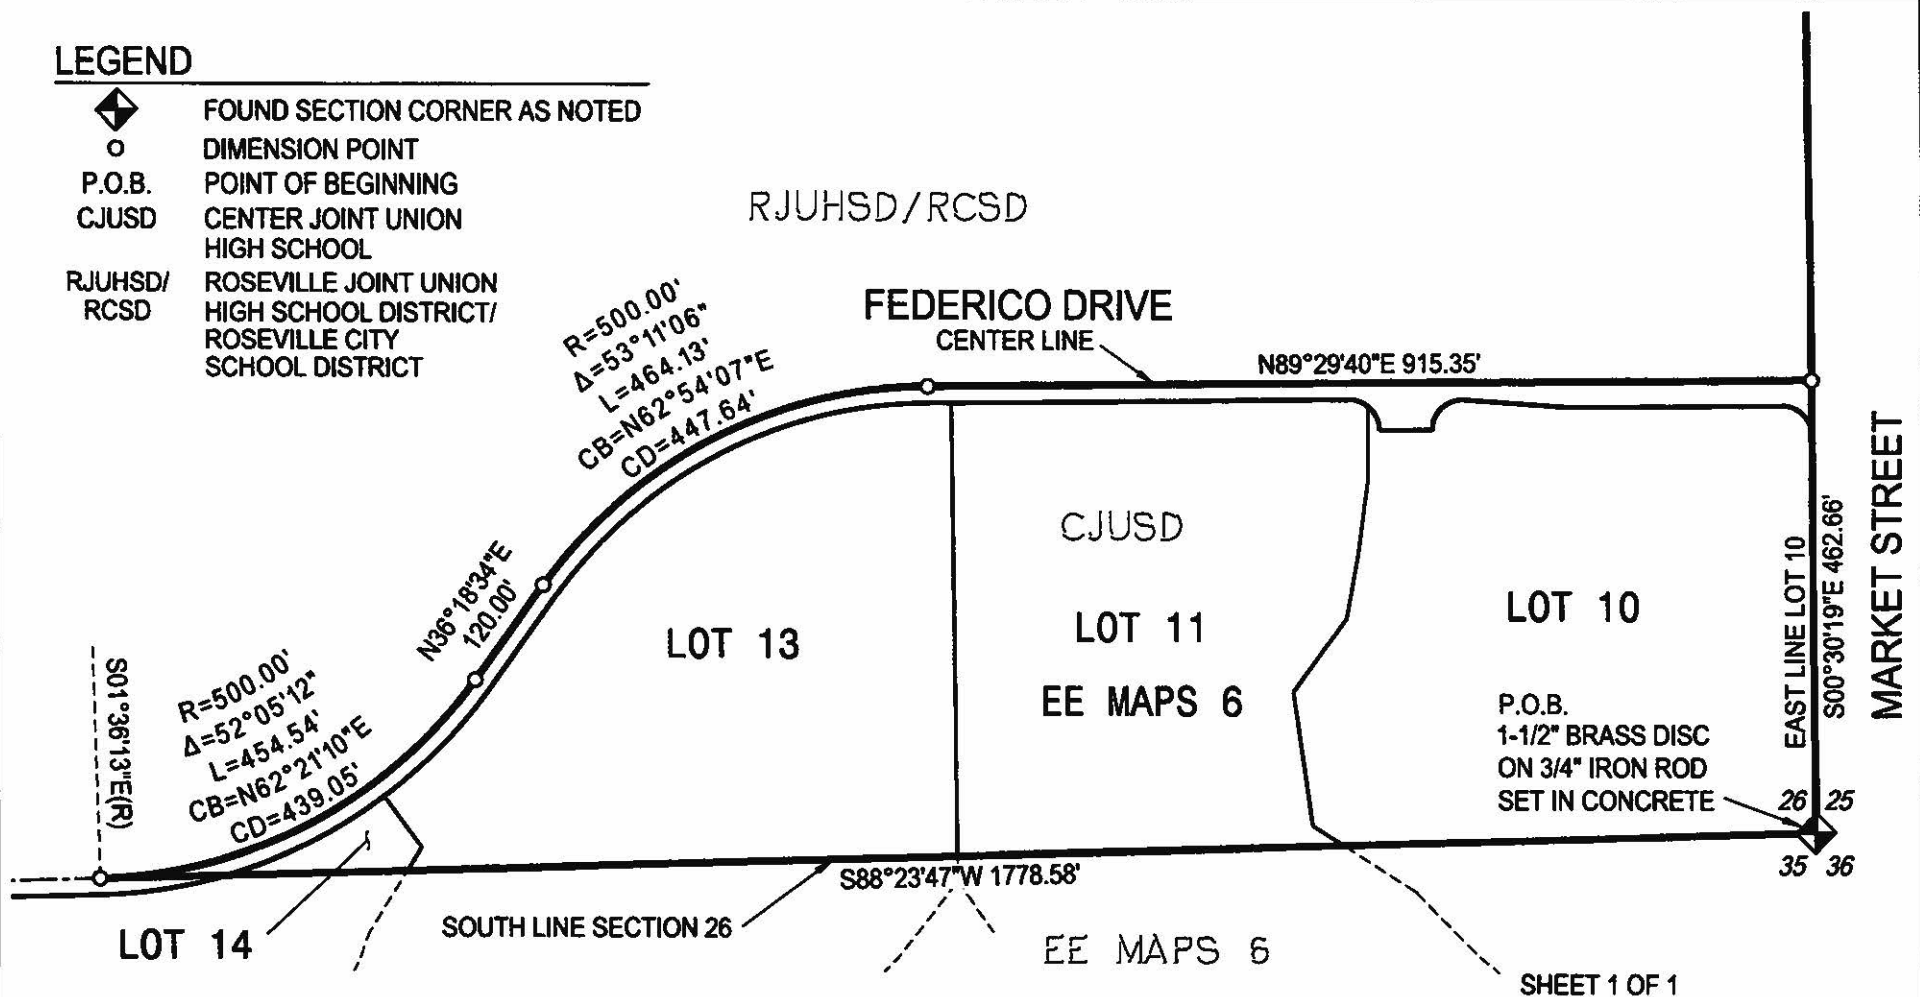 LEGEND
FOUND SECTION CORNER AS NOTED
DIMENSION POINT
P.O.B. POINT OF BEGINNING
CJUSD CENTER JOINT UNION
HIGH SCHOOL
RJUHSD/ ROSEVILLE JOINT UNION
RCSD HIGH SCHOOL DISTRICT/
ROSEVILLE CITY
SCHOOL DISTRICT
RJUHSD/RCSD
FEDERICO DRIVE
CENTER LINE
N89°29'40"E 915.35'
R=500.00'
Δ=53°11'06"
L=464.13'
CB=N62°54'07"E
CD=447.64'
N36°18'34"E
120.00'
R=500.00'
Δ=52°05'12"
L=454.54'
CB=N62°21'10"E
CD=439.05'
S01°36'13"E(R)
LOT 13
CJUSD
LOT 11
EE MAPS 6
LOT 10
P.O.B.
1-1/2" BRASS DISC
ON 3/4" IRON ROD
SET IN CONCRETE
EAST LINE LOT 10
S00°30'19"E 462.66'
MARKET STREET
26 25
35 36
S88°23'47"W 1778.58'
SOUTH LINE SECTION 26
LOT 14
EE MAPS 6
SHEET 1 OF 1